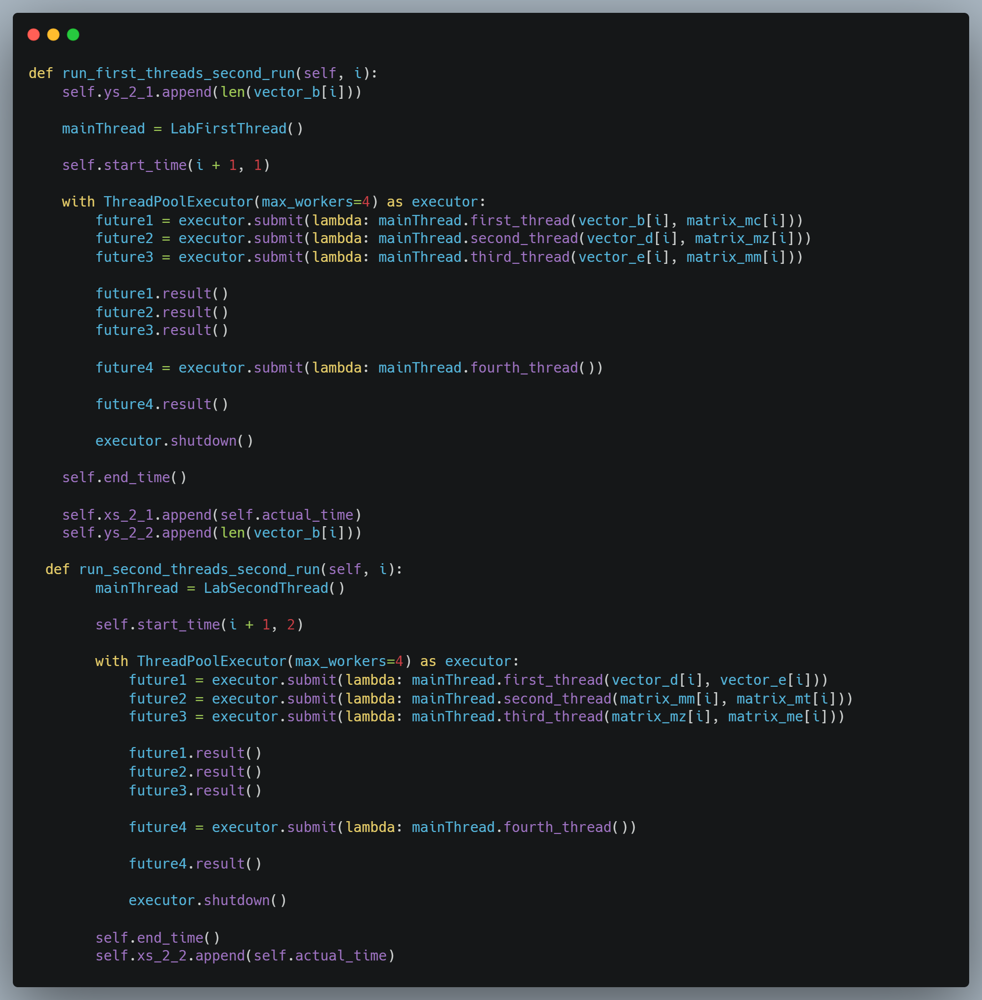 def run_first_threads_second_run(self, i):
    self.ys_2_1.append(len(vector_b[i]))

    mainThread = LabFirstThread()

    self.start_time(i + 1, 1)

    with ThreadPoolExecutor(max_workers=4) as executor:
        future1 = executor.submit(lambda: mainThread.first_thread(vector_b[i], matrix_mc[i]))
        future2 = executor.submit(lambda: mainThread.second_thread(vector_d[i], matrix_mz[i]))
        future3 = executor.submit(lambda: mainThread.third_thread(vector_e[i], matrix_mm[i]))

        future1.result()
        future2.result()
        future3.result()

        future4 = executor.submit(lambda: mainThread.fourth_thread())

        future4.result()

        executor.shutdown()

    self.end_time()

    self.xs_2_1.append(self.actual_time)
    self.ys_2_2.append(len(vector_b[i]))

  def run_second_threads_second_run(self, i):
        mainThread = LabSecondThread()

        self.start_time(i + 1, 2)

        with ThreadPoolExecutor(max_workers=4) as executor:
            future1 = executor.submit(lambda: mainThread.first_thread(vector_d[i], vector_e[i]))
            future2 = executor.submit(lambda: mainThread.second_thread(matrix_mm[i], matrix_mt[i]))
            future3 = executor.submit(lambda: mainThread.third_thread(matrix_mz[i], matrix_me[i]))

            future1.result()
            future2.result()
            future3.result()

            future4 = executor.submit(lambda: mainThread.fourth_thread())

            future4.result()

            executor.shutdown()

        self.end_time()
        self.xs_2_2.append(self.actual_time)